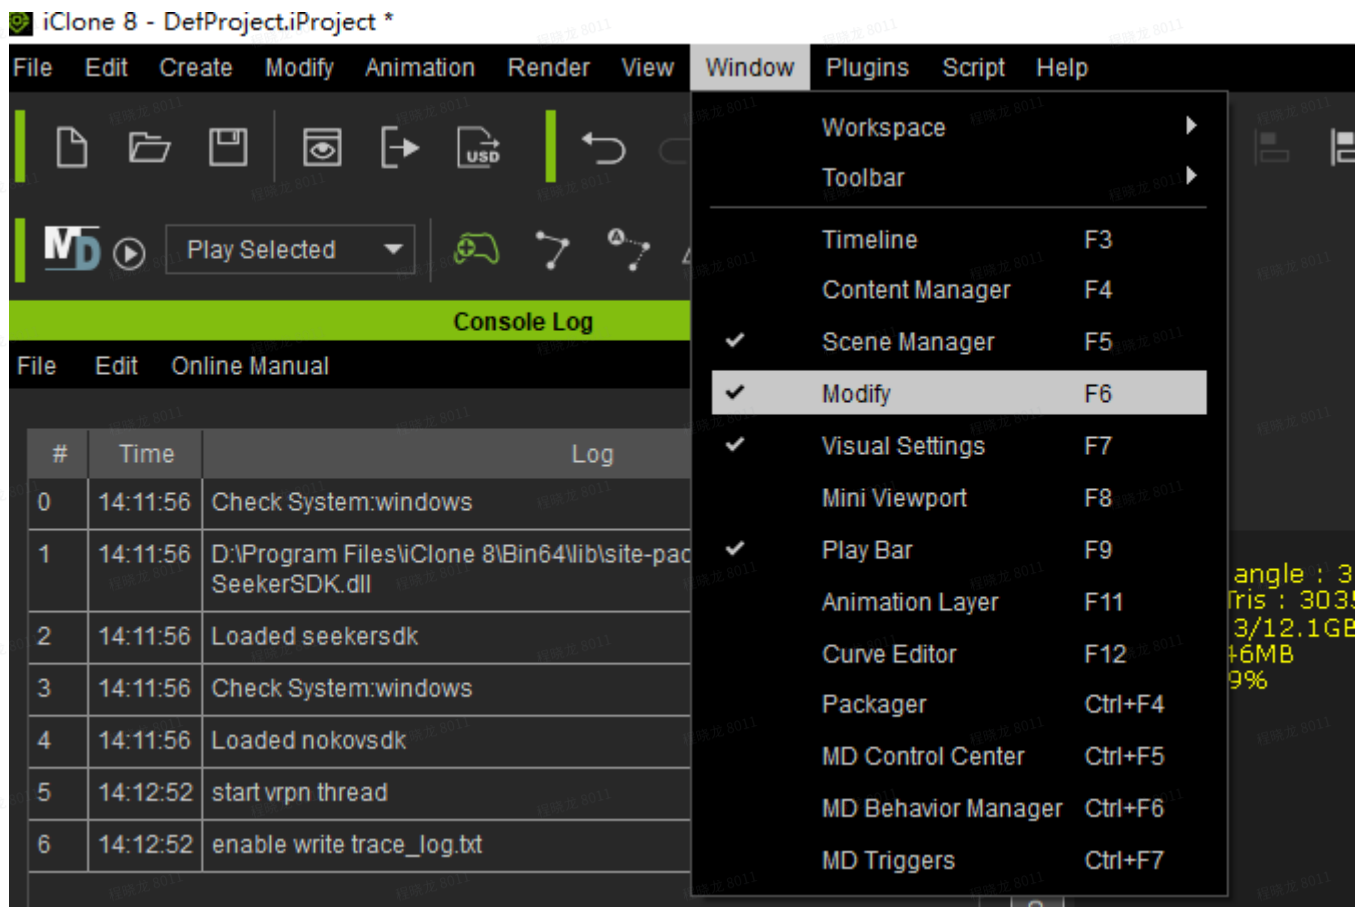 iClone 8 - DefProject.iProject *
File Edit Create Modify Animation Render View Window Plugins Script Help
Workspace
Toolbar
USD
Timeline F3
MD Play Selected
Content Manager F4
Console Log
Scene Manager F5
File Edit Online Manual
Modify F6
# Time Log
Visual Settings F7
0 14:11:56 Check System:windows
Mini Viewport F8
1 14:11:56 D:\Program Files\iClone 8\Bin64\lib\site-pac
SeekerSDK.dll
Play Bar F9
angle : 3
Tris : 3035
Animation Layer F11
3/12.1GB
2 14:11:56 Loaded seekersdk
Curve Editor F12
46MB
9%
3 14:11:56 Check System:windows
Packager Ctrl+F4
4 14:11:56 Loaded nokovsdk
MD Control Center Ctrl+F5
5 14:12:52 start vrpn thread
MD Behavior Manager Ctrl+F6
6 14:12:52 enable write trace_log.txt
MD Triggers Ctrl+F7
程晓龙 8011